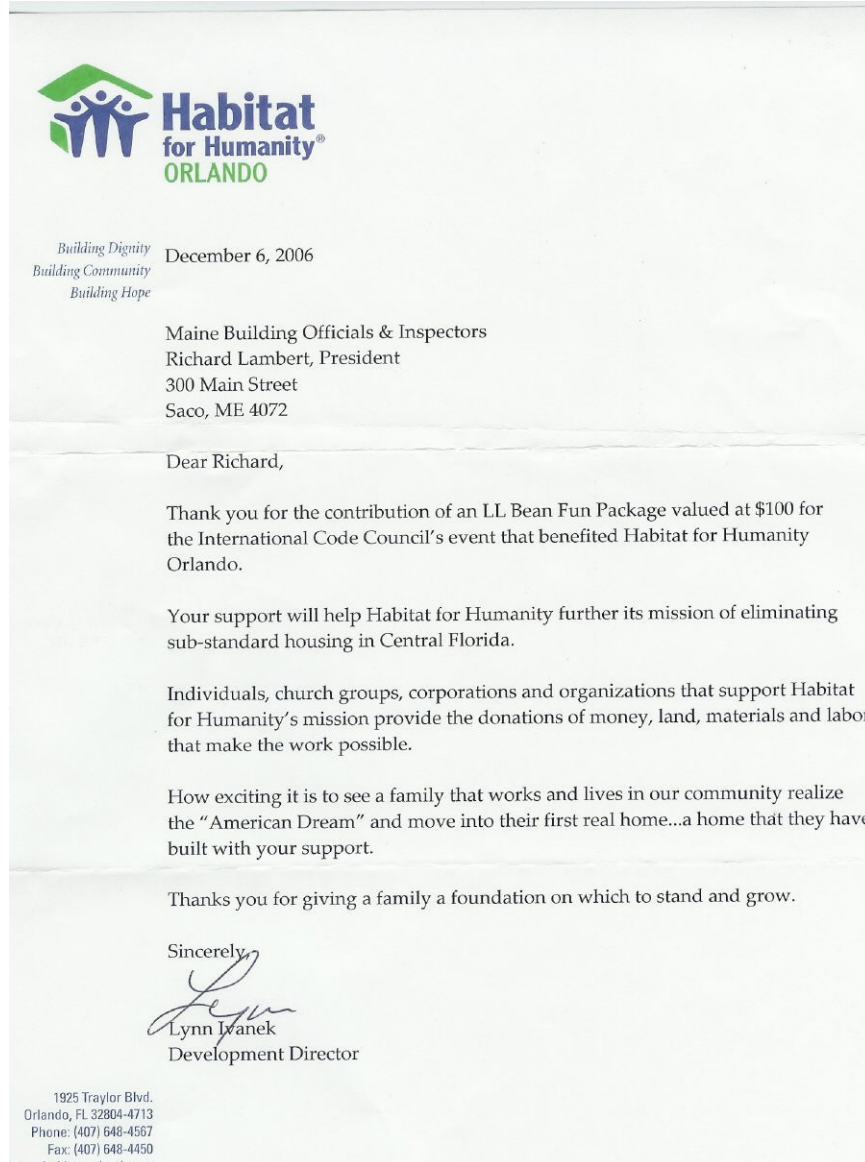 Habitat
for Humanity®
ORLANDO
Building Dignity
Building Community
Building Hope
December 6, 2006
Maine Building Officials & Inspectors
Richard Lambert, President
300 Main Street
Saco, ME 4072
Dear Richard,
Thank you for the contribution of an LL Bean Fun Package valued at $100 for
the International Code Council's event that benefited Habitat for Humanity
Orlando.
Your support will help Habitat for Humanity further its mission of eliminating
sub-standard housing in Central Florida.
Individuals, church groups, corporations and organizations that support Habitat
for Humanity's mission provide the donations of money, land, materials and labor
that make the work possible.
How exciting it is to see a family that works and lives in our community realize
the "American Dream" and move into their first real home...a home that they have
built with your support.
Thanks you for giving a family a foundation on which to stand and grow.
Sincerely,
Lynn
Lynn Ivanek
Development Director
1925 Traylor Blvd.
Orlando, FL 32804-4713
Phone: (407) 648-4567
Fax: (407) 648-4450